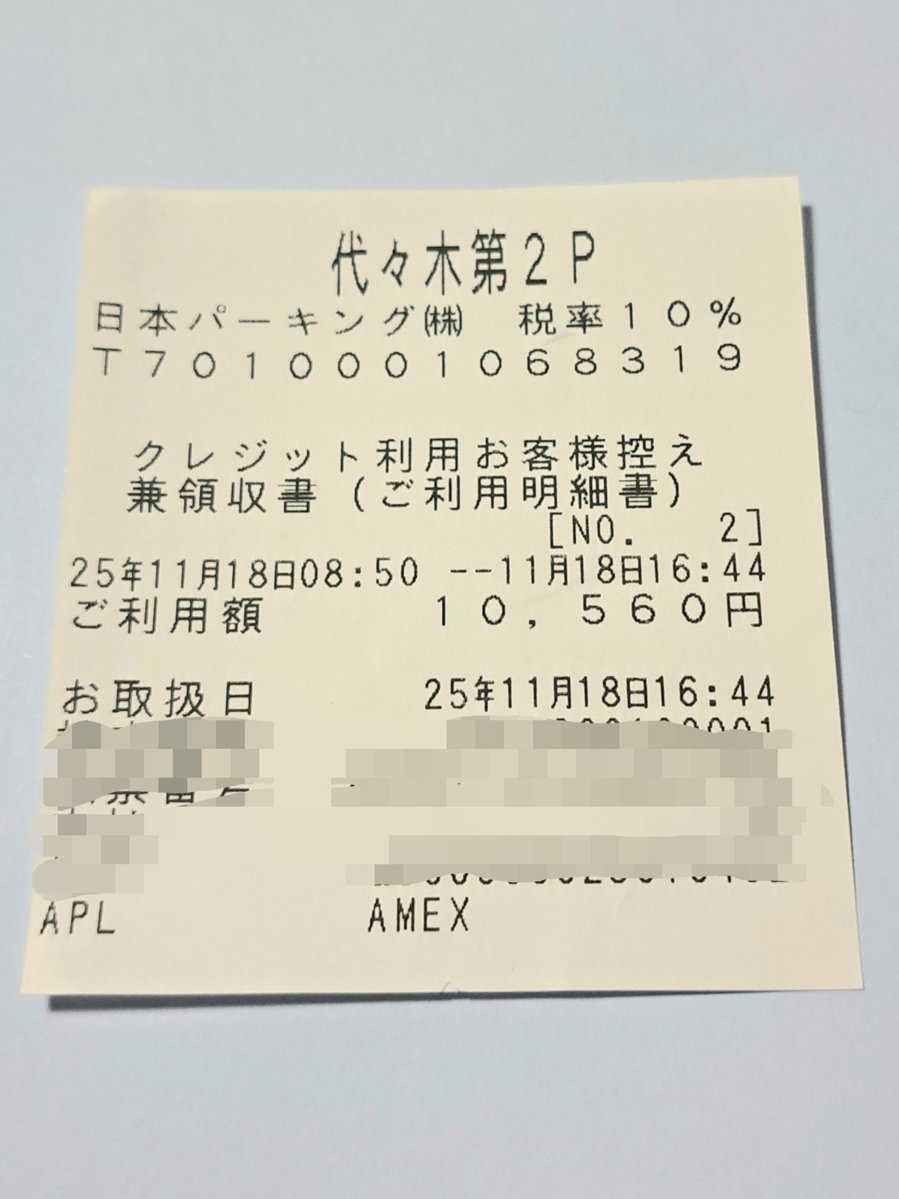 代々木第２Ｐ
日本パーキング㈱　税率１０％
Ｔ７０１０００１０６８３１９
クレジット利用お客様控え
兼領収書（ご利用明細書）
[NO.   2]
25年11月18日08:50 --11月18日16:44
ご利用額 １０，５６０円
お取扱日 25年11月18日16:44
APL AMEX